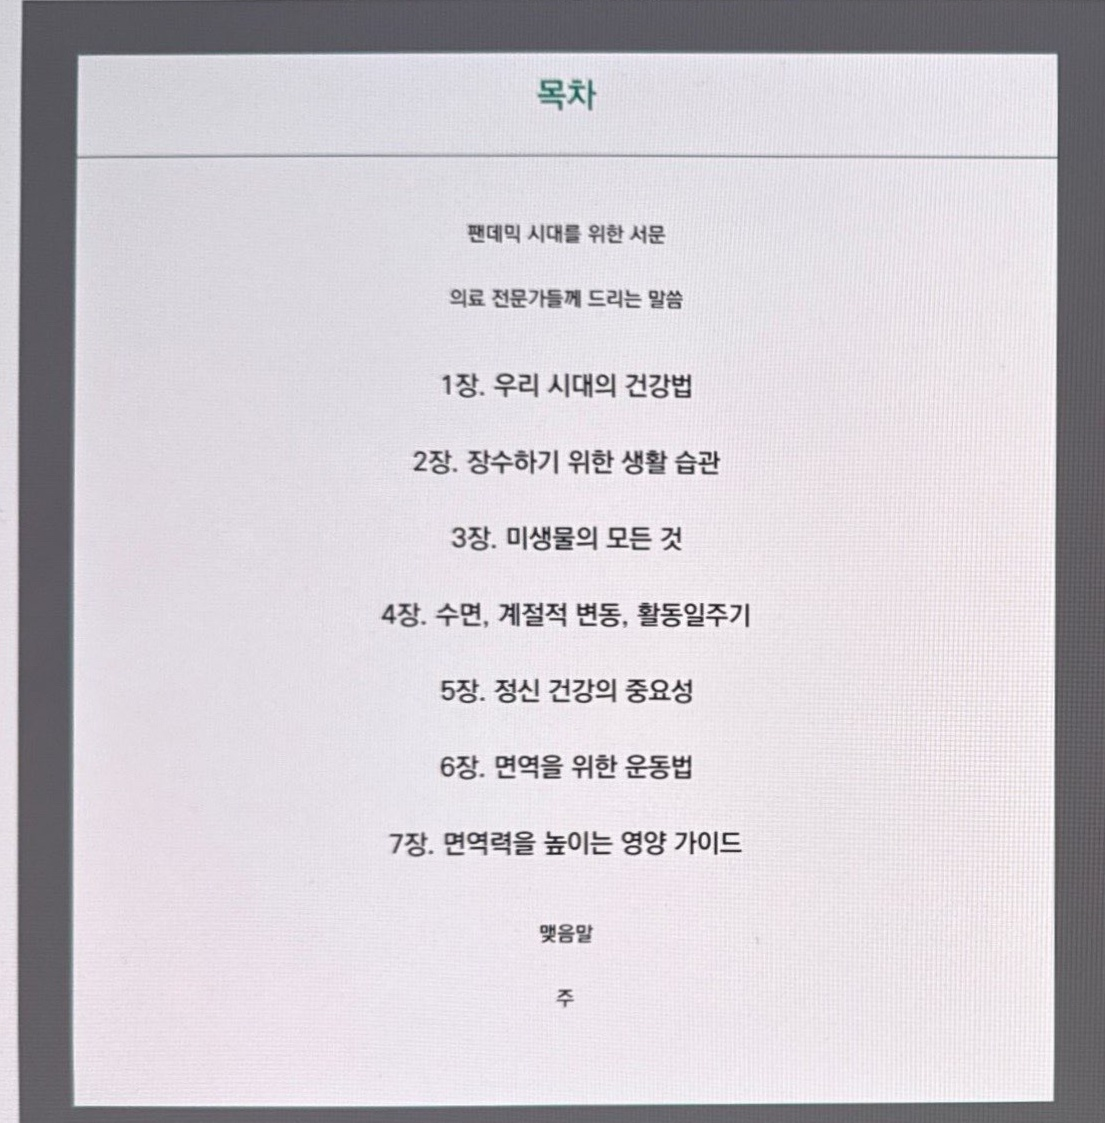 목차
팬데믹 시대를 위한 서문
의료 전문가들께 드리는 말씀
1장. 우리 시대의 건강법
2장. 장수하기 위한 생활 습관
3장. 미생물의 모든 것
4장. 수면, 계절적 변동, 활동일주기
5장. 정신 건강의 중요성
6장. 면역을 위한 운동법
7장. 면역력을 높이는 영양 가이드
맺음말
주